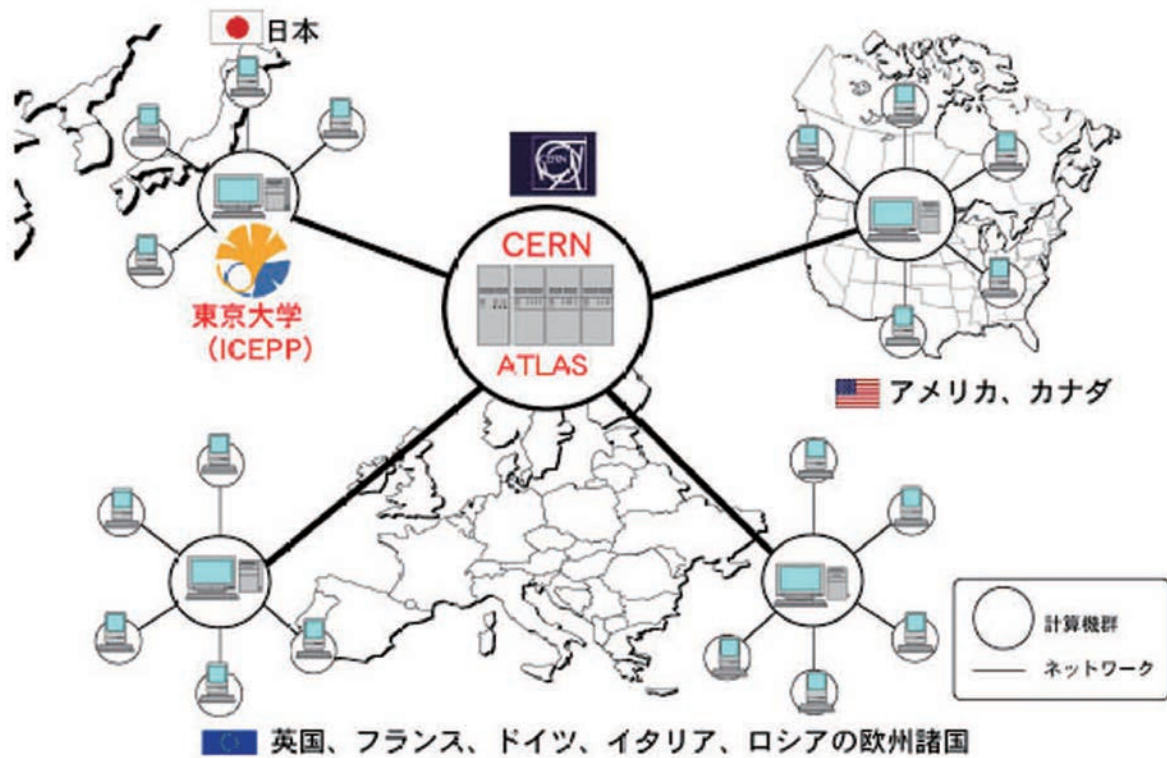 日本
CERN
CERN
ATLAS
東京大学
(ICEPP)
アメリカ、カナダ
計算機群
ネットワーク
英国、フランス、ドイツ、イタリア、ロシアの欧州諸国